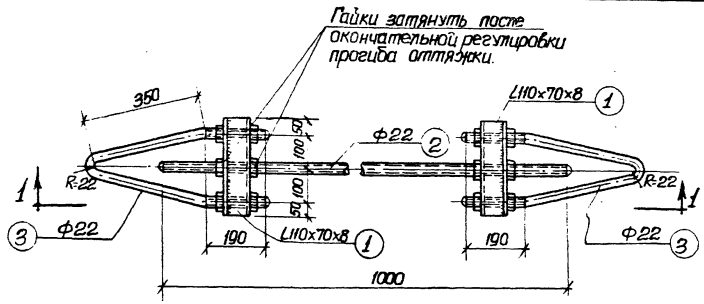 Гайки затянуть после
окончательной регулировки
прогиба оттяжки.
350
L110×70×8 1
50
100
ф22 2
R-22
R-22
1
1
100
50
3 ф22
190
L110×70×8 1
190
ф22 3
1000